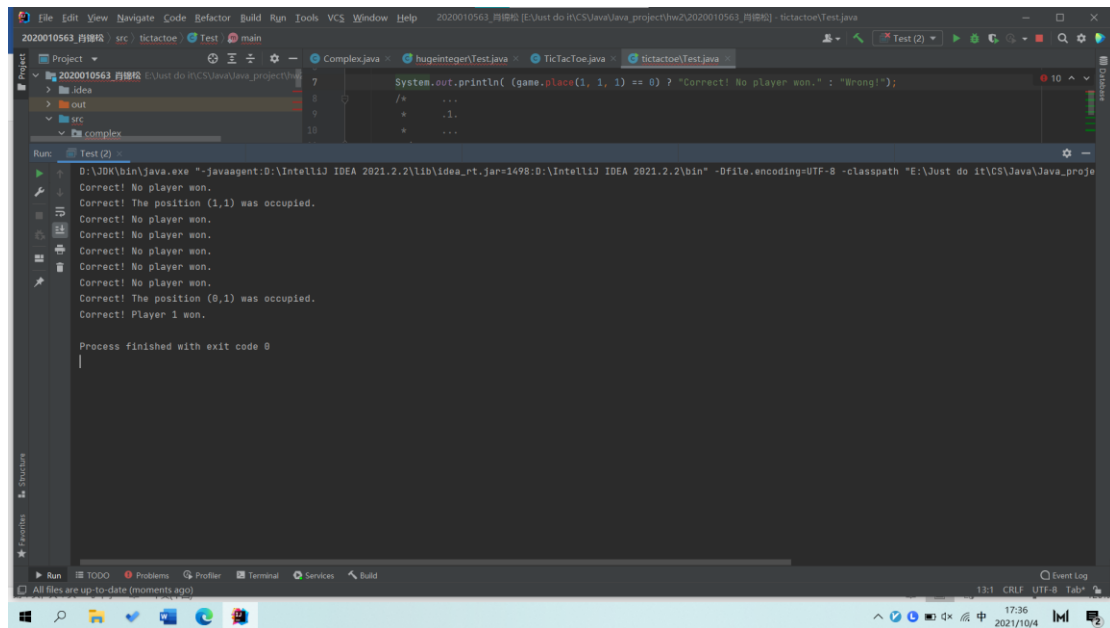 File Edit View Navigate Code Refactor Build Run Tools VCS Window Help 2020010563_肖锦松 [E:\Just do it\CS\Java\Java_project\hw2\2020010563_肖锦松] - tictactoe\Test.java
2020010563_肖锦松 src tictactoe Test main Test (2)
Project Complex.java hugeinteger\Test.java TicTacToe.java tictactoe\Test.java
2020010563_肖锦松 E:\Just do it\CS\Java\Java_project\hw 7 System.out.println( (game.place(1, 1, 1) == 0) ? "Correct! No player won." : "Wrong!"); 10
.idea 8 /* ...
out 9 * .1.
src 10 * ...
complex
Project
Database
Run: Test (2)
D:\JDK\bin\java.exe "-javaagent:D:\IntelliJ IDEA 2021.2.2\lib\idea_rt.jar=1498:D:\IntelliJ IDEA 2021.2.2\bin" -Dfile.encoding=UTF-8 -classpath "E:\Just do it\CS\Java\Java_proje
Correct! No player won.
Correct! The position (1,1) was occupied.
Correct! No player won.
Correct! No player won.
Correct! No player won.
Correct! No player won.
Correct! No player won.
Correct! The position (0,1) was occupied.
Correct! Player 1 won.
Process finished with exit code 0
Structure
Favorites
Run TODO Problems Profiler Terminal Services Build Event Log
All files are up-to-date (moments ago) 13:1 CRLF UTF-8 Tab*
中 17:36
2021/10/4
2